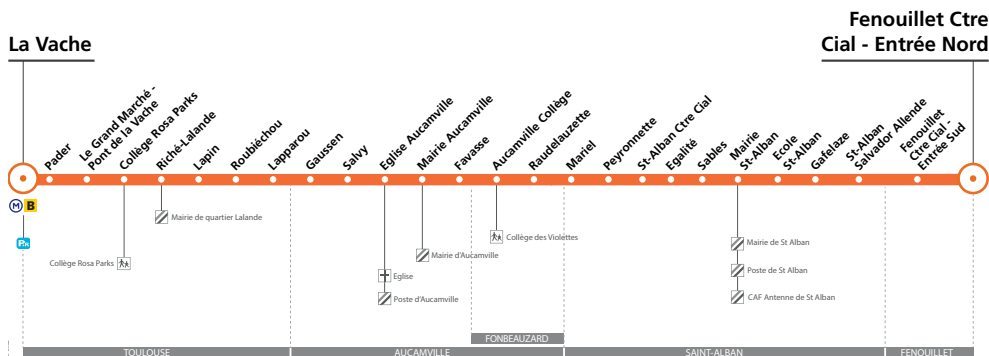 La Vache
Fenouillet Ctre
Cial - Entrée Nord
Pader
Le Grand Marché -
Pont de la Vache
Collège Rosa Parks
Riché-Lalande
Lapin
Roubiéchou
Lapparou
Gaussen
Salvy
Eglise Aucamville
Mairie Aucamville
Favasse
Aucamville Collège
Raudelauzette
Mariel
Peyronnette
St-Alban Ctre Cial
Egalité
Sables
Mairie
St-Alban
Ecole
St-Alban
Gafelaze
St-Alban
Salvador Allende
Fenouillet
Ctre Cial -
Entrée Sud
M B
P+R
Mairie de quartier Lalande
Collège Rosa Parks
Collège des Violettes
Mairie d'Aucamville
Eglise
Poste d'Aucamville
Mairie de St Alban
Poste de St Alban
CAF Antenne de St Alban
FONBEAUZARD
TOULOUSE
AUCAMVILLE
SAINT-ALBAN
FENOUILLET